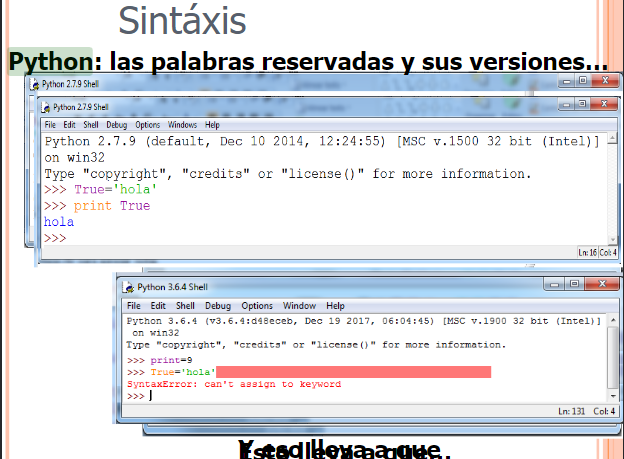 Sintáxis
Python: las palabras reservadas y sus versiones...
Python 2.7.9 Shell
Python 2.7.9 Shell
File Edit Shell Debug Options Windows Help
Python 2.7.9 (default, Dec 10 2014, 12:24:55) [MSC v.1500 32 bit (Intel)]
on win32
Type "copyright", "credits" or "license()" for more information.
>>> True='hola'
>>> print True
hola
>>>
Ln: 16 Col: 4
Python 3.6.4 Shell
File Edit Shell Debug Options Window Help
Python 3.6.4 (v3.6.4:d48eceb, Dec 19 2017, 06:04:45) [MSC v.1900 32 bit (Intel)]
on win32
Type "copyright", "credits" or "license()" for more information.
>>> print=9
>>> True='hola'
SyntaxError: can't assign to keyword
>>>
Ln: 131 Col: 4